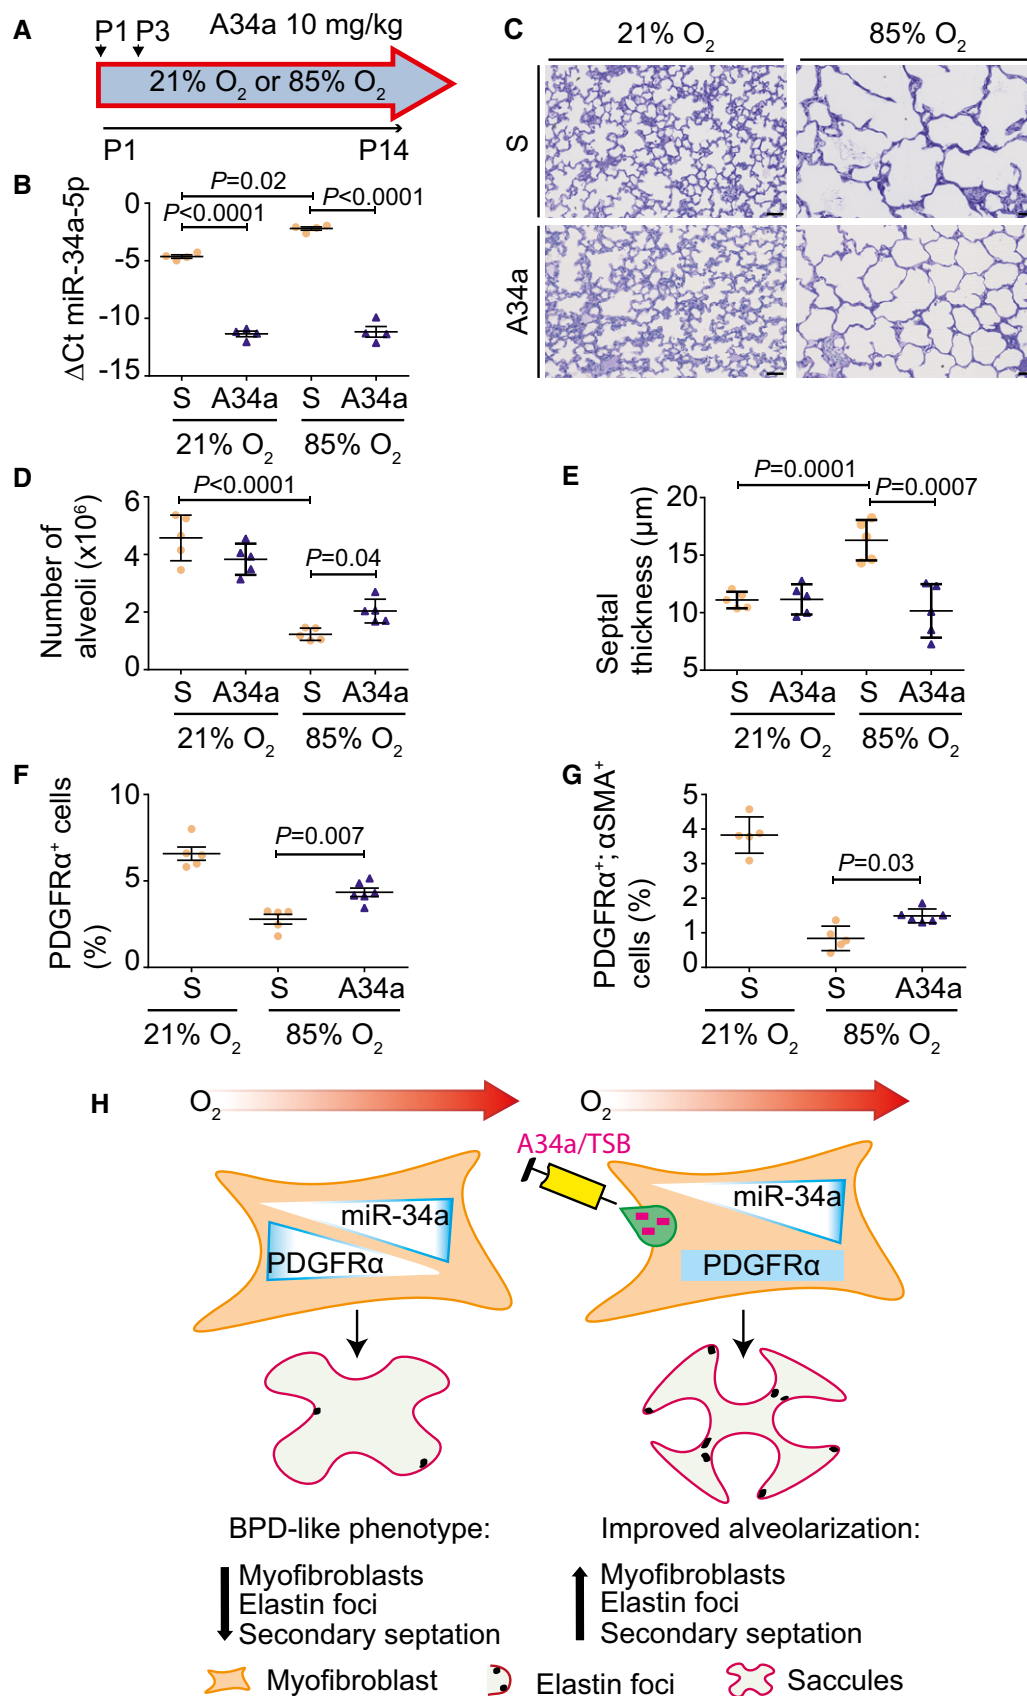 A
P1 P3 A34a 10 mg/kg
21% O2 or 85% O2
P1 P14
B
ΔCt miR-34a-5p
0
-5
-10
-15
P=0.02
P<0.0001 P<0.0001
S A34a S A34a
21% O2 85% O2
C
21% O2 85% O2
S
A34a
D
Number of
alveoli (x10⁶)
6
4
2
0
P<0.0001
P=0.04
S A34a S A34a
21% O2 85% O2
E
Septal
thickness (µm)
20
15
10
5
P=0.0001
P=0.0007
S A34a S A34a
21% O2 85% O2
F
PDGFRα⁺ cells
(%)
10
5
0
P=0.007
S S A34a
21% O2 85% O2
G
PDGFRα⁺; αSMA⁺
cells (%)
5
4
3
2
1
0
P=0.03
S S A34a
21% O2 85% O2
H
O2
miR-34a
PDGFRα
BPD-like phenotype:
Myofibroblasts
Elastin foci
Secondary septation
O2
A34a/TSB
miR-34a
PDGFRα
Improved alveolarization:
Myofibroblasts
Elastin foci
Secondary septation
Myofibroblast Elastin foci Saccules